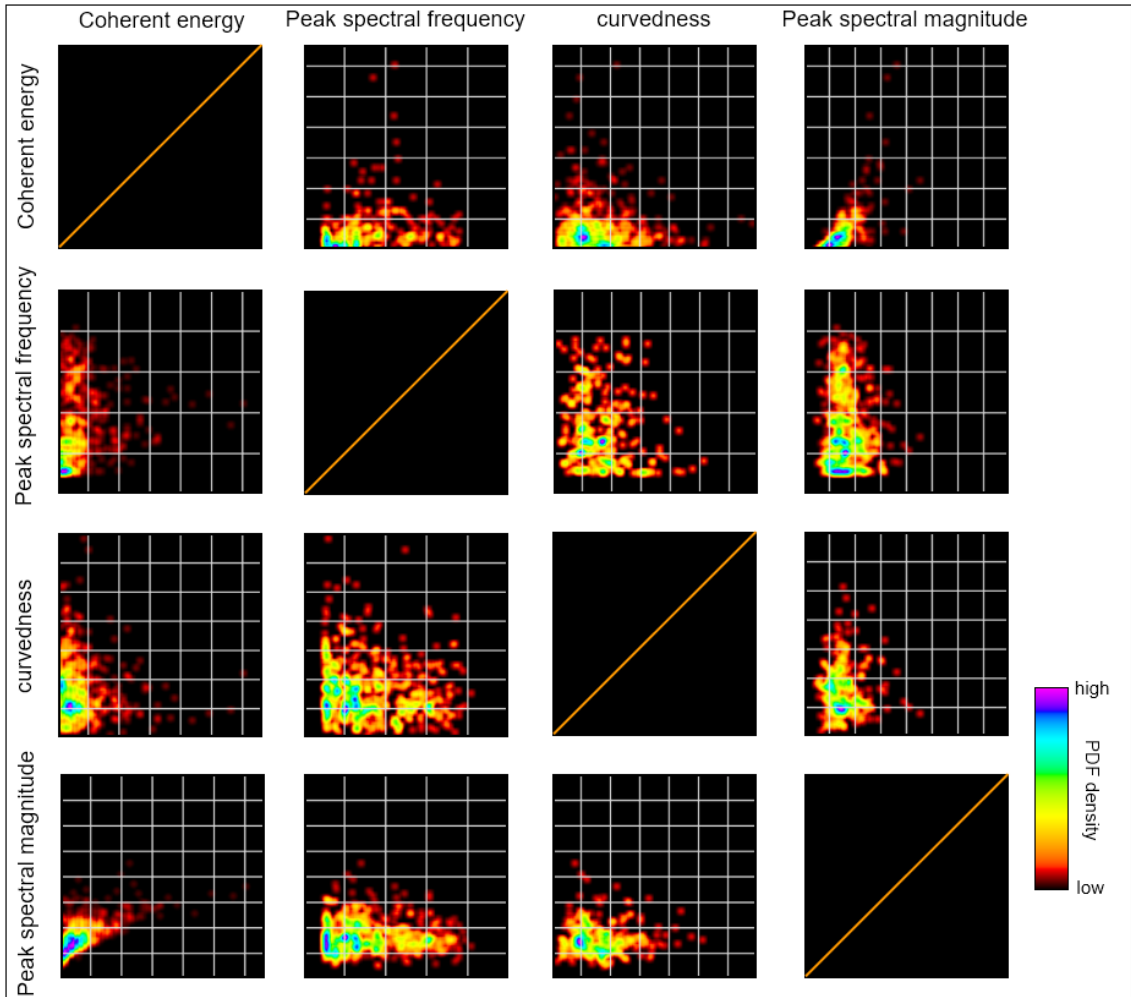 Coherent energy
Peak spectral frequency
curvedness
Peak spectral magnitude
Coherent energy
Peak spectral frequency
curvedness
Peak spectral magnitude
high
PDF density
low